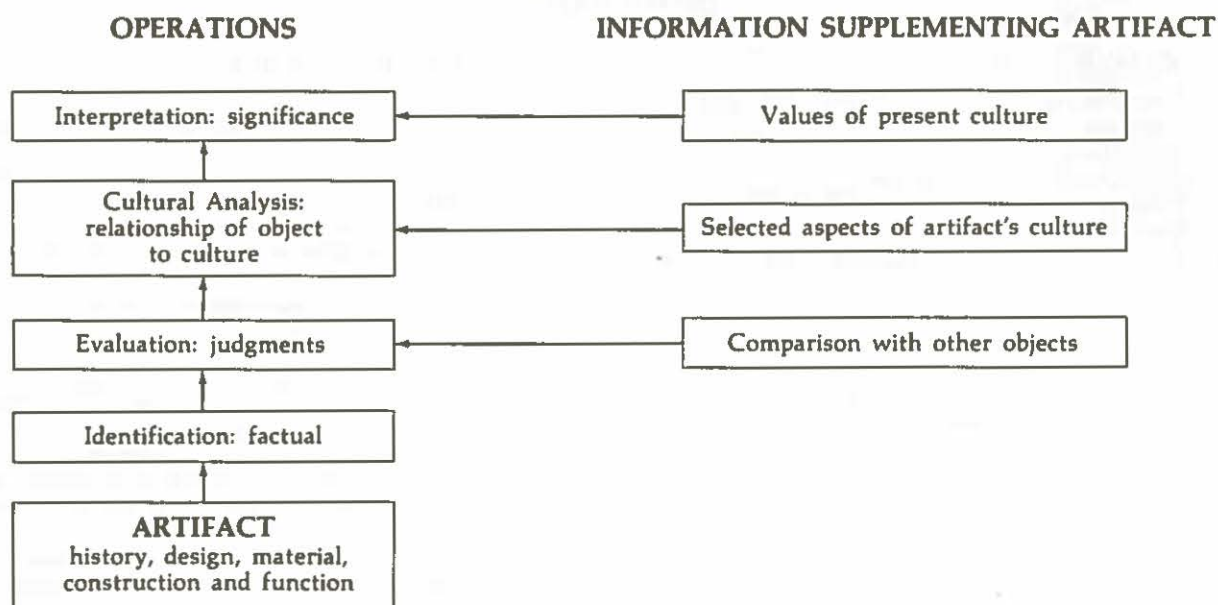 OPERATIONS
INFORMATION SUPPLEMENTING ARTIFACT
Interpretation: significance
Values of present culture
Cultural Analysis:
relationship of object
to culture
Selected aspects of artifact's culture
Evaluation: judgments
Comparison with other objects
Identification: factual
ARTIFACT
history, design, material,
construction and function